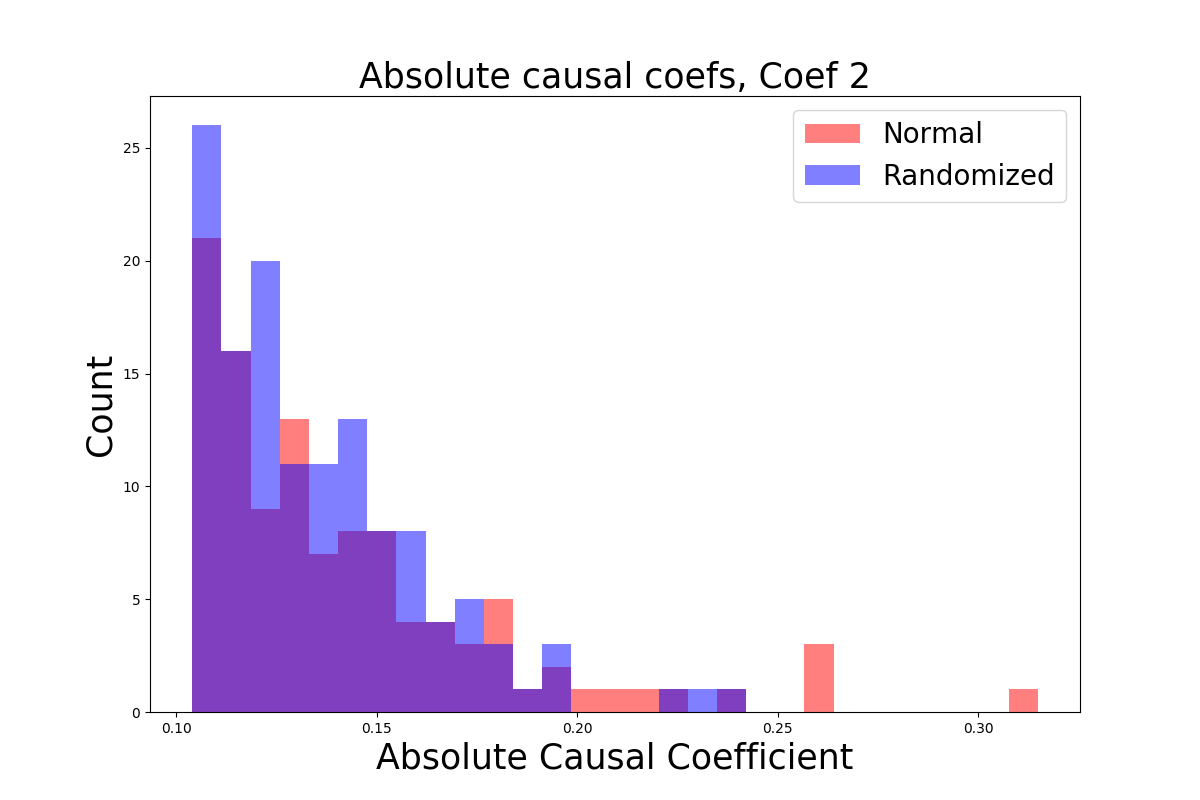 Absolute causal coefs, Coef 2
Normal
Randomized
Count
25
20
15
10
5
0
0.10 0.15 0.20 0.25 0.30
Absolute Causal Coefficient